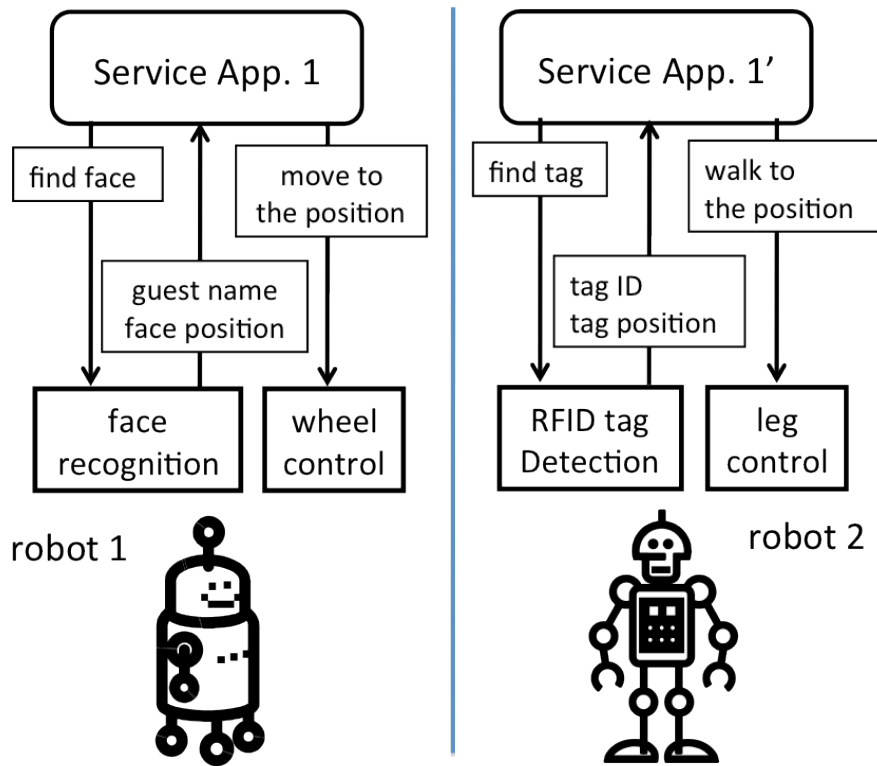 Service App. 1
find face
move to
the position
guest name
face position
face
recognition
wheel
control
robot 1
Service App. 1’
find tag
walk to
the position
tag ID
tag position
RFID tag
Detection
leg
control
robot 2